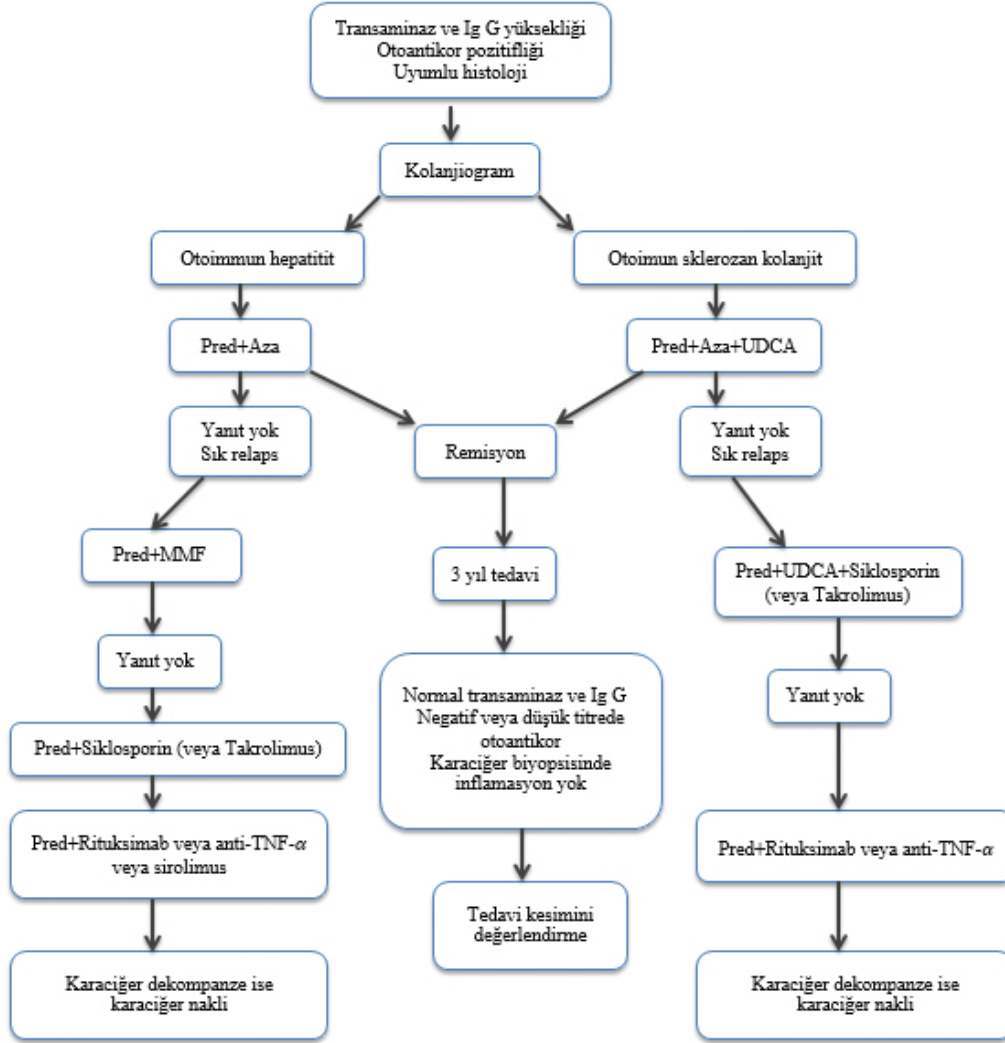 Transaminaz ve Ig G yüksekliği
Otoantikor pozitifliği
Uyumlu histoloji
Kolanjiogram
Otoimmun hepatitit
Otoimun sklerozan kolanjit
Pred+Aza
Pred+Aza+UDCA
Yanıt yok
Sık relaps
Remisyon
Yanıt yok
Sık relaps
Pred+MMF
3 yıl tedavi
Pred+UDCA+Siklosporin
(veya Takrolimus)
Yanıt yok
Normal transaminaz ve Ig G
Negatif veya düşük titrede
otoantikor
Karaciğer biyopsisinde
inflamasyon yok
Yanıt yok
Pred+Siklosporin (veya Takrolimus)
Pred+Rituksimab veya anti-TNF-α
veya sirolimus
Pred+Rituksimab veya anti-TNF-α
Tedavi kesimini
değerlendirme
Karaciğer dekompanze ise
karaciğer nakli
Karaciğer dekompanze ise
karaciğer nakli